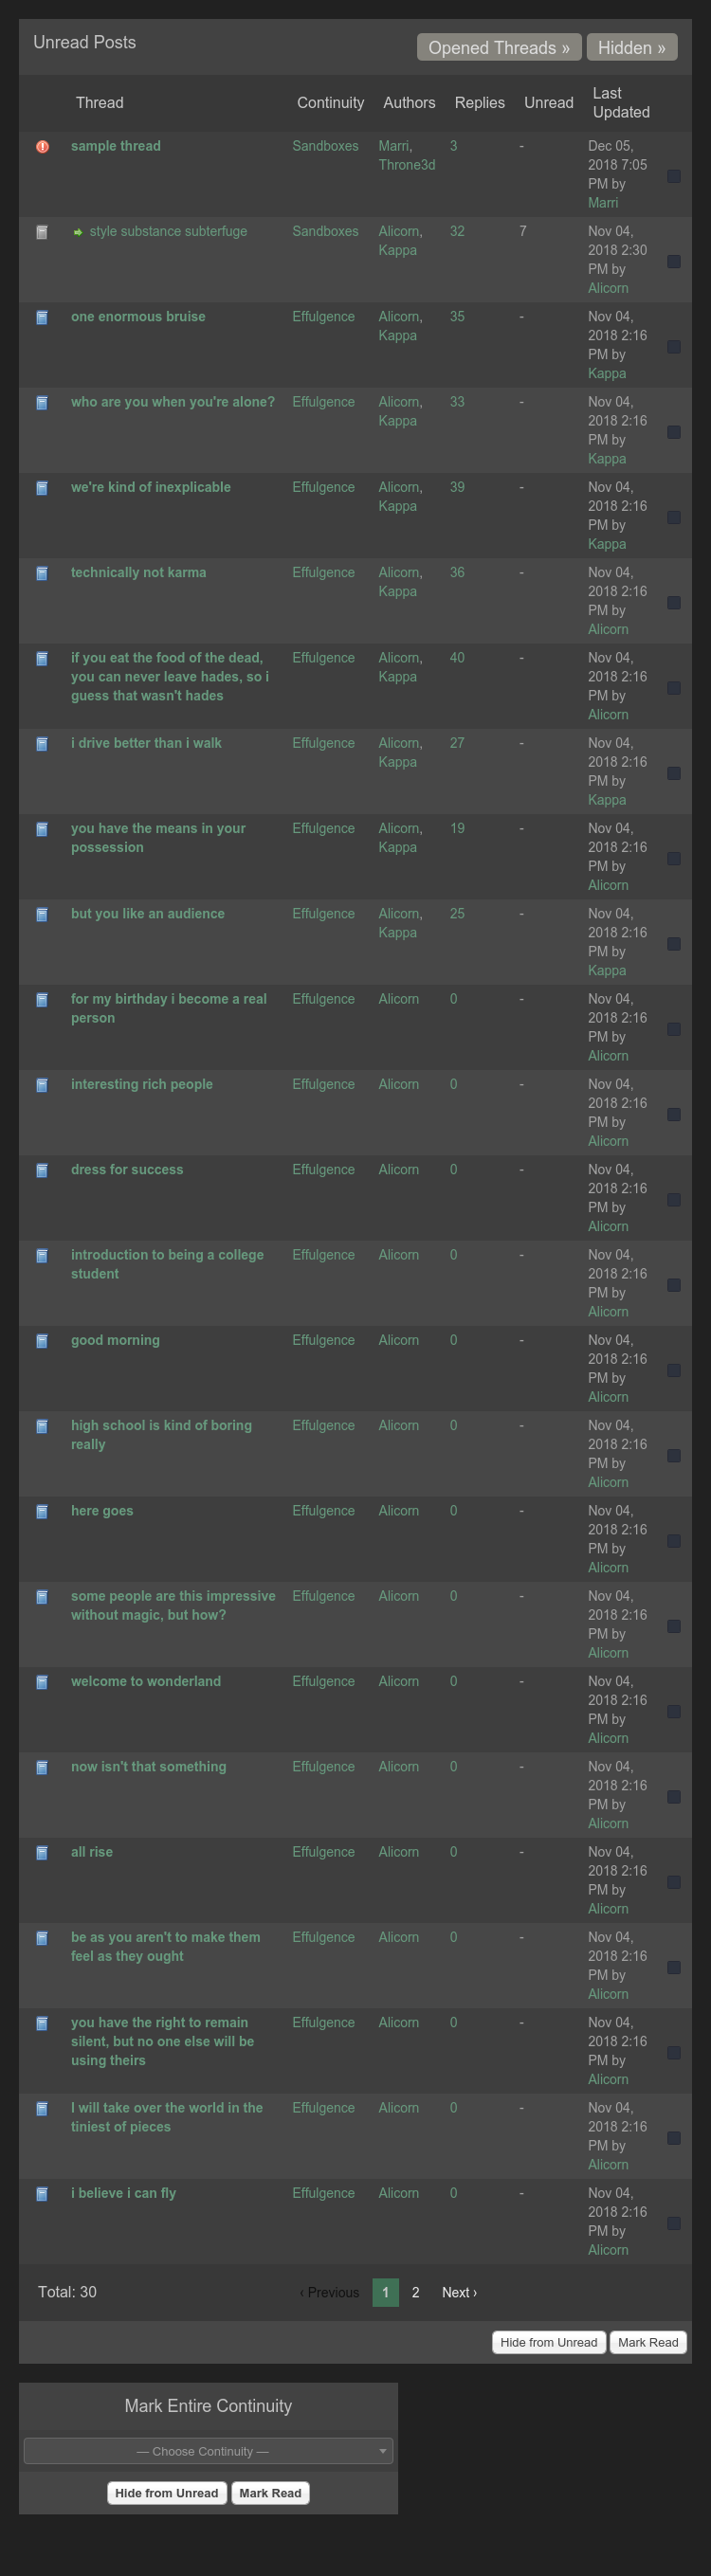 Unread Posts
Opened Threads » Hidden »
Thread Continuity Authors Replies Unread Last
Updated
sample thread Sandboxes Marri, 3 - Dec 05,
Throne3d 2018 7:05
PM by
Marri
style substance subterfuge Sandboxes Alicorn, 32 7 Nov 04,
Kappa 2018 2:30
PM by
Alicorn
one enormous bruise Effulgence Alicorn, 35 - Nov 04,
Kappa 2018 2:16
PM by
Kappa
who are you when you're alone? Effulgence Alicorn, 33 - Nov 04,
Kappa 2018 2:16
PM by
Kappa
we're kind of inexplicable Effulgence Alicorn, 39 - Nov 04,
Kappa 2018 2:16
PM by
Kappa
technically not karma Effulgence Alicorn, 36 - Nov 04,
Kappa 2018 2:16
PM by
Alicorn
if you eat the food of the dead, Effulgence Alicorn, 40 - Nov 04,
you can never leave hades, so i Kappa 2018 2:16
guess that wasn't hades PM by
Alicorn
i drive better than i walk Effulgence Alicorn, 27 - Nov 04,
Kappa 2018 2:16
PM by
Kappa
you have the means in your Effulgence Alicorn, 19 - Nov 04,
possession Kappa 2018 2:16
PM by
Alicorn
but you like an audience Effulgence Alicorn, 25 - Nov 04,
Kappa 2018 2:16
PM by
Kappa
for my birthday i become a real Effulgence Alicorn 0 - Nov 04,
person 2018 2:16
PM by
Alicorn
interesting rich people Effulgence Alicorn 0 - Nov 04,
2018 2:16
PM by
Alicorn
dress for success Effulgence Alicorn 0 - Nov 04,
2018 2:16
PM by
Alicorn
introduction to being a college Effulgence Alicorn 0 - Nov 04,
student 2018 2:16
PM by
Alicorn
good morning Effulgence Alicorn 0 - Nov 04,
2018 2:16
PM by
Alicorn
high school is kind of boring Effulgence Alicorn 0 - Nov 04,
really 2018 2:16
PM by
Alicorn
here goes Effulgence Alicorn 0 - Nov 04,
2018 2:16
PM by
Alicorn
some people are this impressive Effulgence Alicorn 0 - Nov 04,
without magic, but how? 2018 2:16
PM by
Alicorn
welcome to wonderland Effulgence Alicorn 0 - Nov 04,
2018 2:16
PM by
Alicorn
now isn't that something Effulgence Alicorn 0 - Nov 04,
2018 2:16
PM by
Alicorn
all rise Effulgence Alicorn 0 - Nov 04,
2018 2:16
PM by
Alicorn
be as you aren't to make them Effulgence Alicorn 0 - Nov 04,
feel as they ought 2018 2:16
PM by
Alicorn
you have the right to remain Effulgence Alicorn 0 - Nov 04,
silent, but no one else will be 2018 2:16
using theirs PM by
Alicorn
I will take over the world in the Effulgence Alicorn 0 - Nov 04,
tiniest of pieces 2018 2:16
PM by
Alicorn
i believe i can fly Effulgence Alicorn 0 - Nov 04,
2018 2:16
PM by
Alicorn
Total: 30 ‹ Previous 1 2 Next ›
Hide from Unread Mark Read
Mark Entire Continuity
— Choose Continuity —
Hide from Unread Mark Read